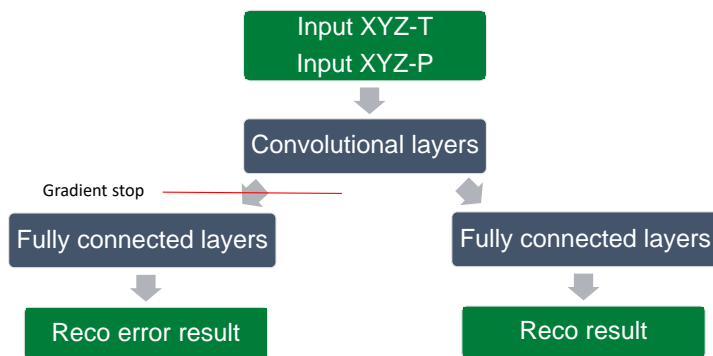 Input XYZ-T
Input XYZ-P
Convolutional layers
Gradient stop
Fully connected layers
Fully connected layers
Reco error result
Reco result